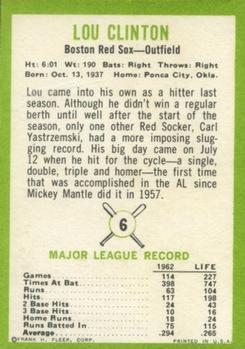 LOU CLINTON
Boston Red Sox—Outfield
Ht: 6:01 Wt: 190 Bats: Right Throws: Right
Born: Oct. 13, 1937 Home: Ponca City, Okla.
Lou came into his own as a hitter last
season. Although he didn't win a regular
berth until well after the start of the
season, only one other Red Socker, Carl
Yastrzemski, had a more imposing slug-
ging record. His big day came on July
12 when he hit for the cycle—a single,
double, triple and homer—the first time
that was accomplished in the AL since
Mickey Mantle did it in 1957.
6
MAJOR LEAGUE RECORD
1962 LIFE
Games 114 227
Times At Bat 398 747
Runs 63 104
Hits 117 198
2 Base Hits 24 43
3 Base Hits 10 16
Home Runs 18 24
Runs Batted In 75 115
Average .294 .265
©FRANK H. FLEER, CORP. PRINTED IN U.S.A.